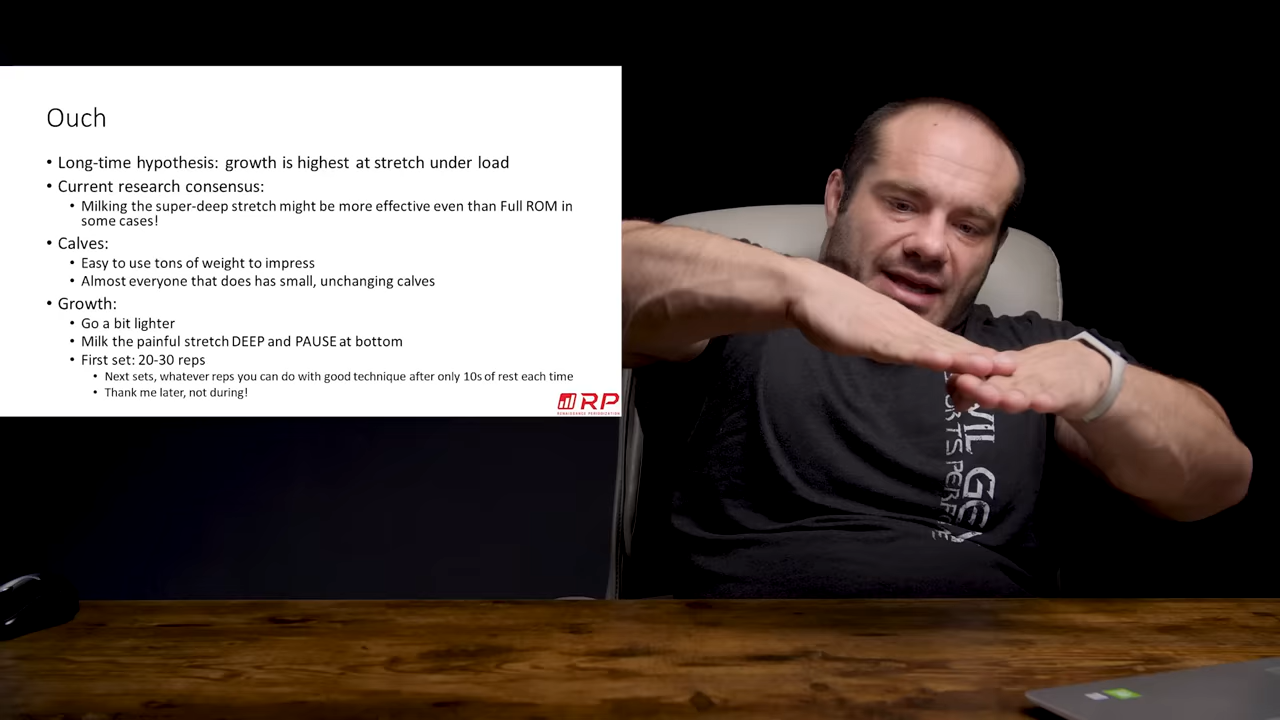 Ouch
• Long-time hypothesis: growth is highest at stretch under load
• Current research consensus:
• Milking the super-deep stretch might be more effective even than Full ROM in
some cases!
• Calves:
• Easy to use tons of weight to impress
• Almost everyone that does has small, unchanging calves
• Growth:
• Go a bit lighter
• Milk the painful stretch DEEP and PAUSE at bottom
• First set: 20-30 reps
• Next sets, whatever reps you can do with good technique after only 10s of rest each time
• Thank me later, not during!
RP
RENAISSANCE PERIODIZATION